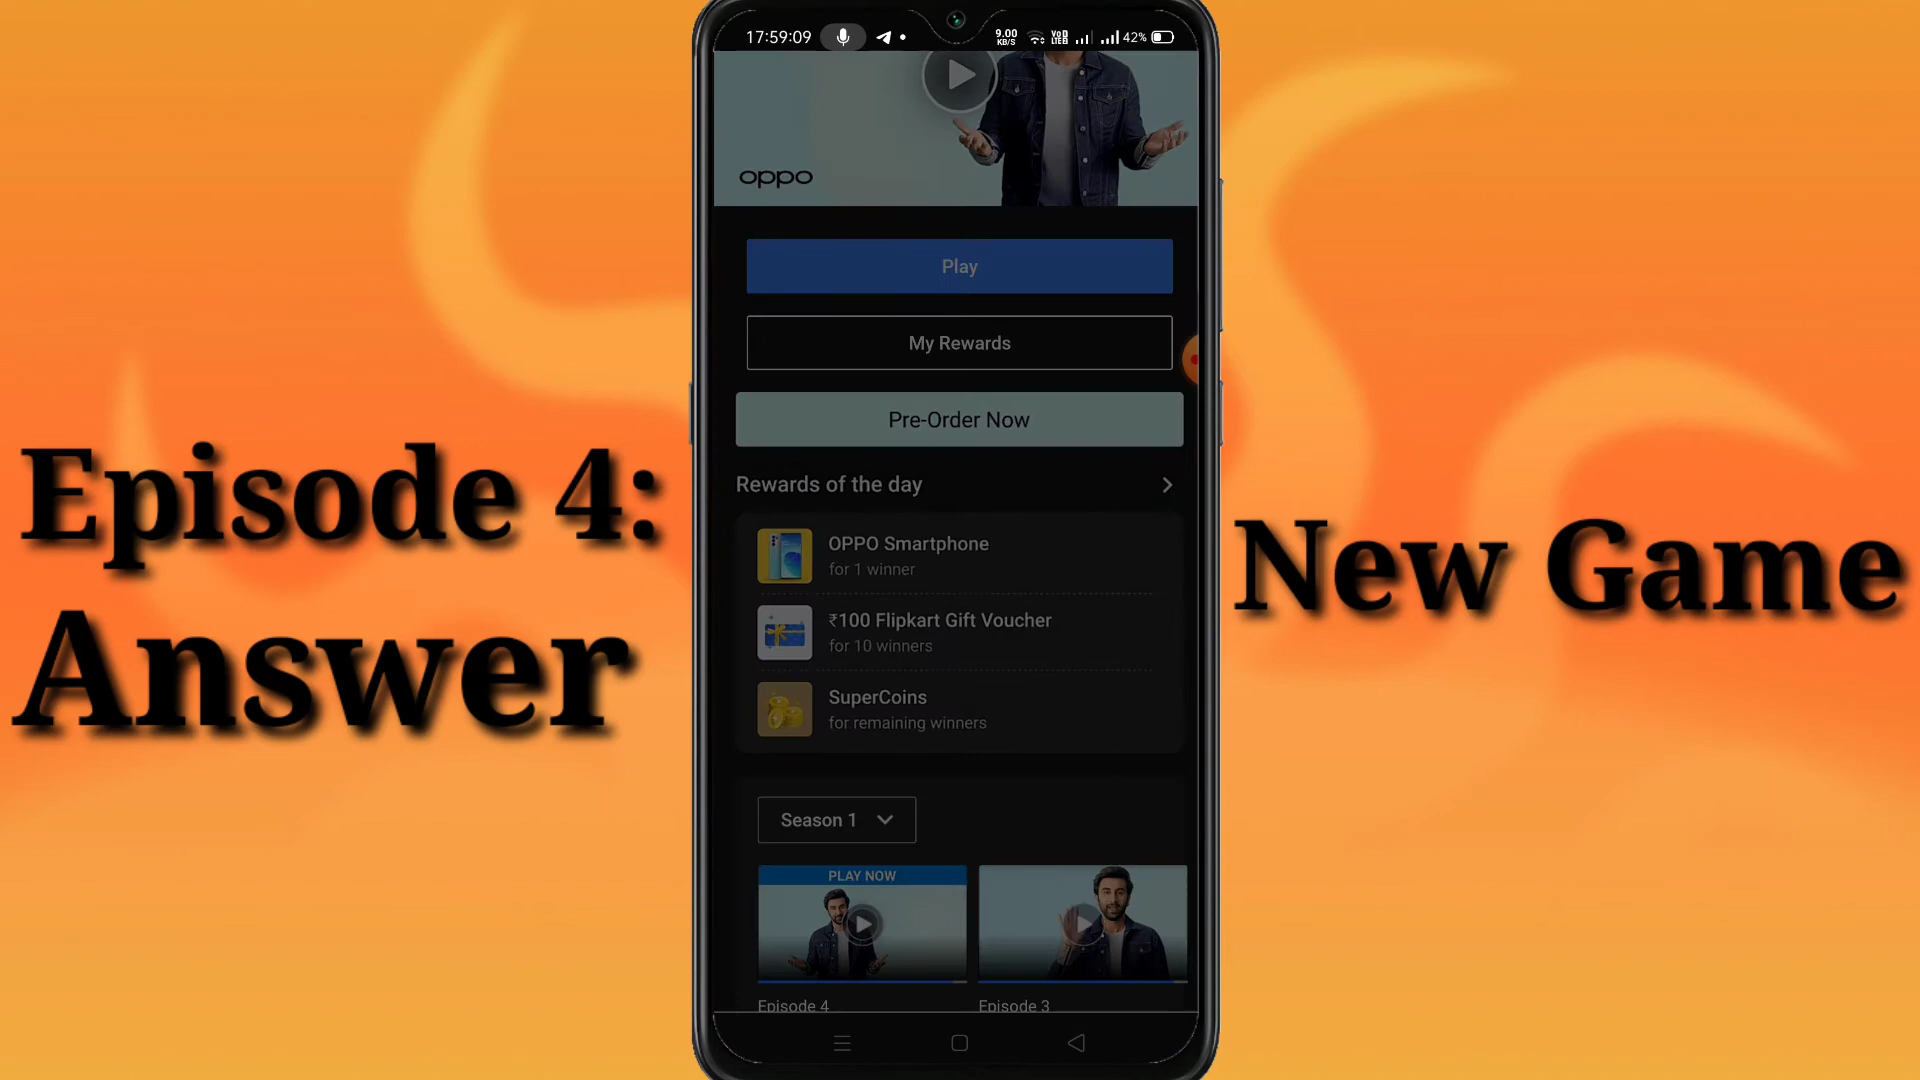 17:59:09
9.00
KB/S
VoD
LTE2
42%
oppo
Play
My Rewards
Pre-Order Now
Rewards of the day
OPPO Smartphone
for 1 winner
₹100 Flipkart Gift Voucher
for 10 winners
SuperCoins
for remaining winners
Season 1
PLAY NOW
Episode 4
Episode 3
Episode 4:
Answer
New Game